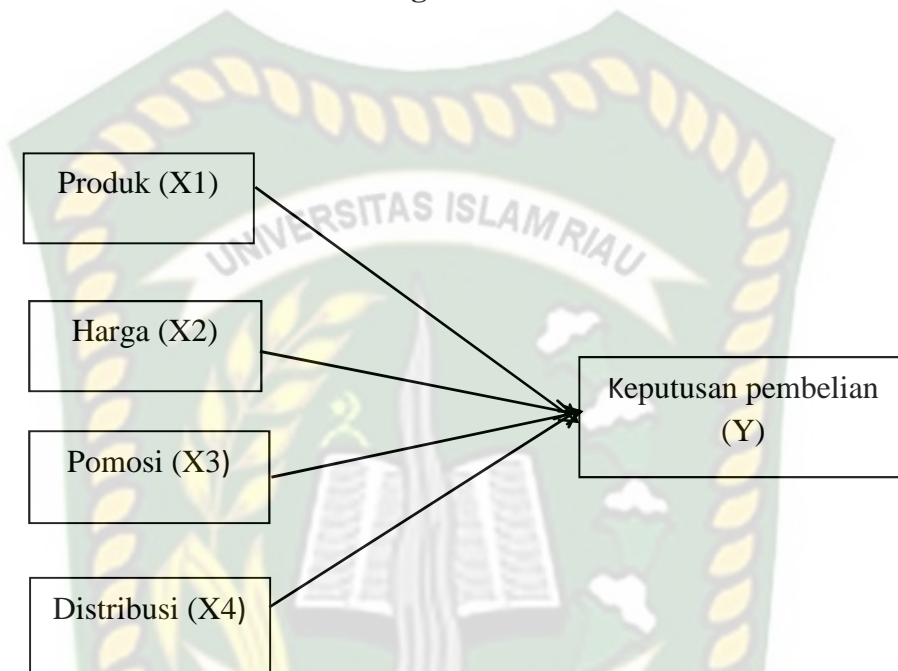 g
UNIVERSITAS ISLAM RIAU
Produk (X1)
Harga (X2)
Keputusan pembelian
(Y)
Pomosi (X3)
Distribusi (X4)